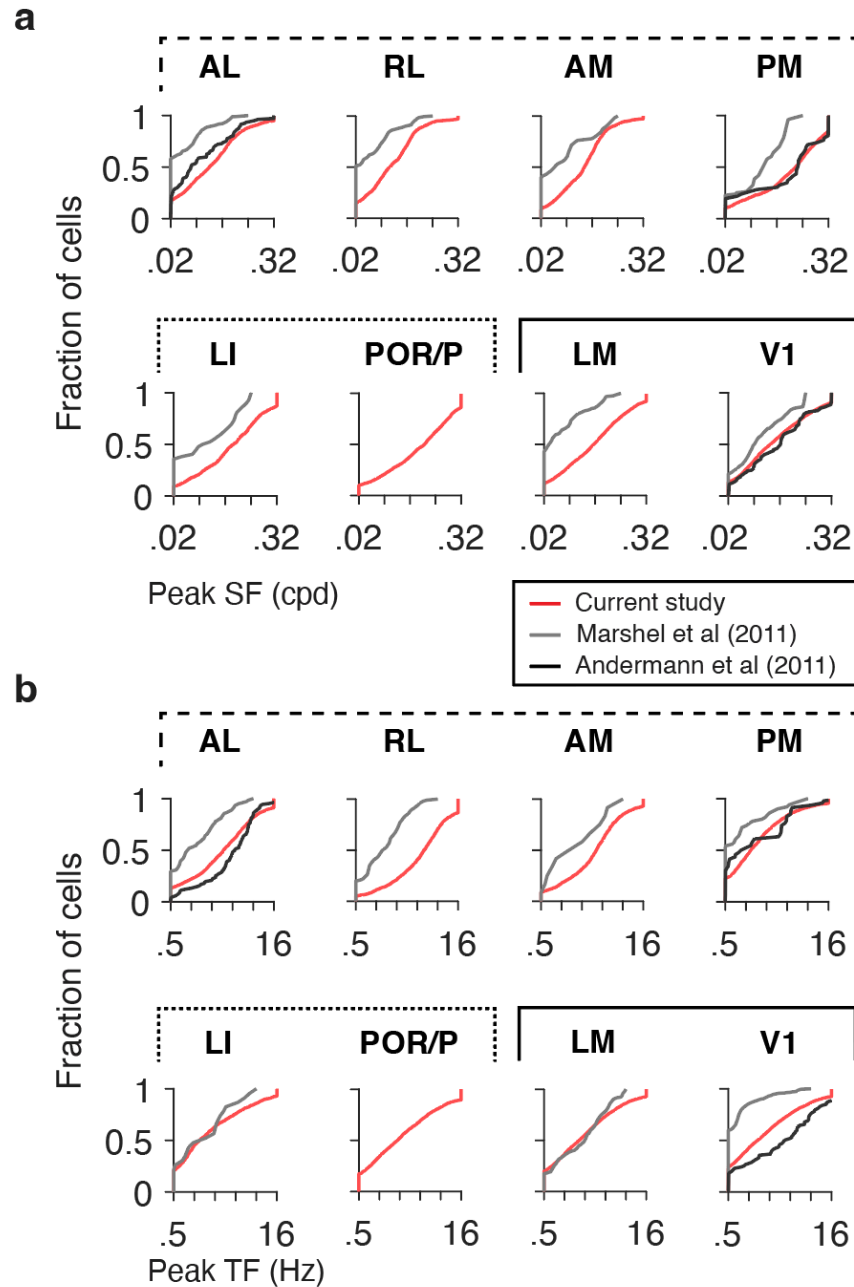 a
AL RL AM PM
Fraction of cells
1
0.5
0
.02 .32 .02 .32 .02 .32 .02 .32
LI POR/P LM V1
1
0.5
0
.02 .32 .02 .32 .02 .32 .02 .32
Peak SF (cpd)
Current study
Marshel et al (2011)
Andermann et al (2011)
b
AL RL AM PM
Fraction of cells
1
0.5
0
.5 16 .5 16 .5 16 .5 16
LI POR/P LM V1
1
0.5
0
.5 16 .5 16 .5 16 .5 16
Peak TF (Hz)